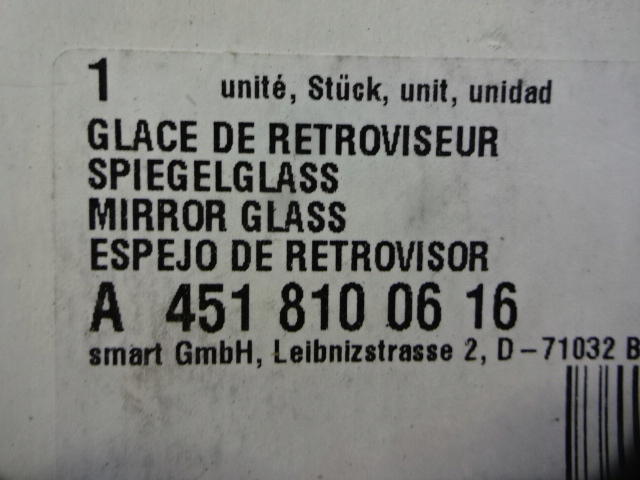 1 unité, Stück, unit, unidad
GLACE DE RETROVISEUR
SPIEGELGLASS
MIRROR GLASS
ESPEJO DE RETROVISOR
A 451 810 06 16
smart GmbH, Leibnizstrasse 2, D-71032 B